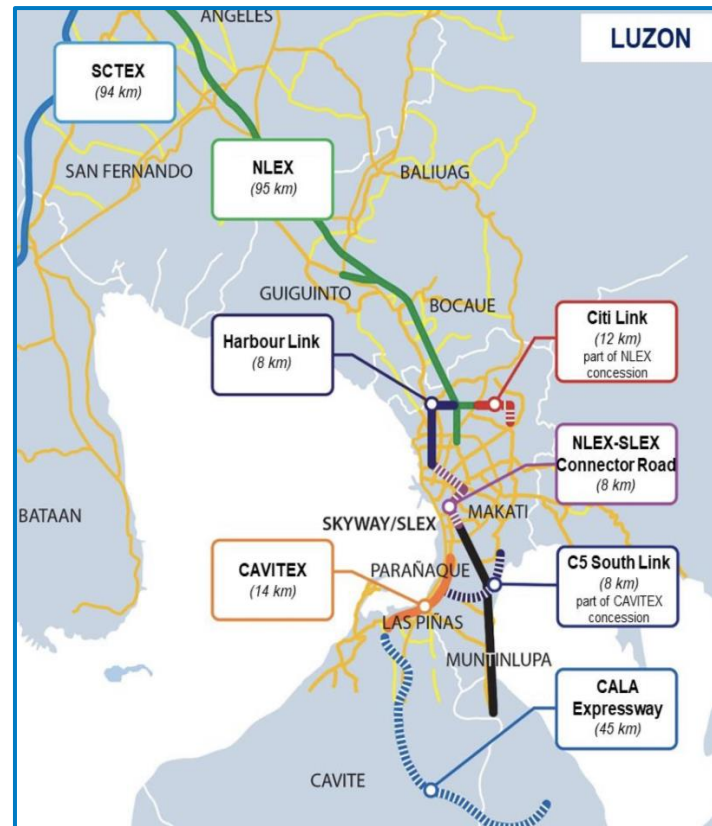 ANGELES
LUZON
SCTEX
(94 km)
SAN FERNANDO
NLEX
(95 km)
BALIUAG
GUIGUINTO
BOCAUE
Harbour Link
(8 km)
Citi Link
(12 km)
part of NLEX
concession
NLEX-SLEX
Connector Road
(8 km)
BATAAN
MAKATI
SKYWAY/SLEX
CAVITEX
(14 km)
PARAÑAQUE
C5 South Link
(8 km)
part of CAVITEX
concession
LAS PIÑAS
MUNTINLUPA
CALA
Expressway
(45 km)
CAVITE